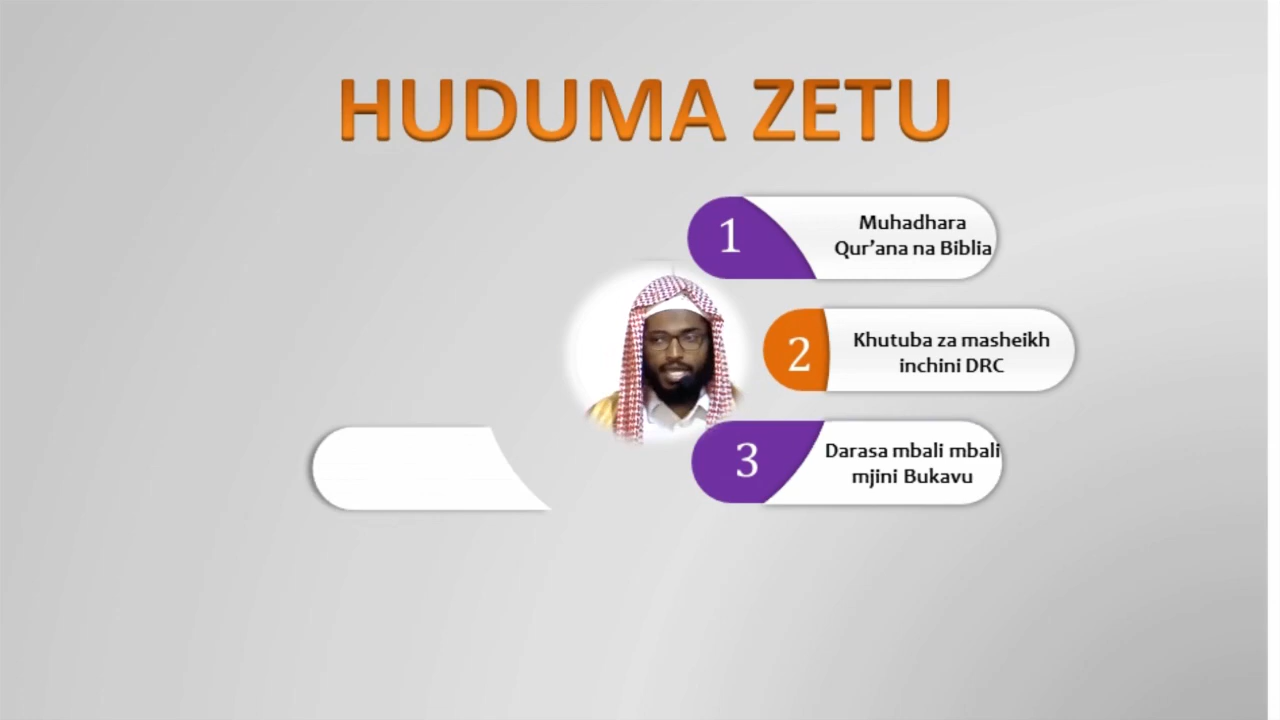 HUDUMA ZETU
1
Muhadhara
Qur’ana na Biblia
2
Khutuba za masheikh
inchini DRC
3
Darasa mbali mbali
mjini Bukavu